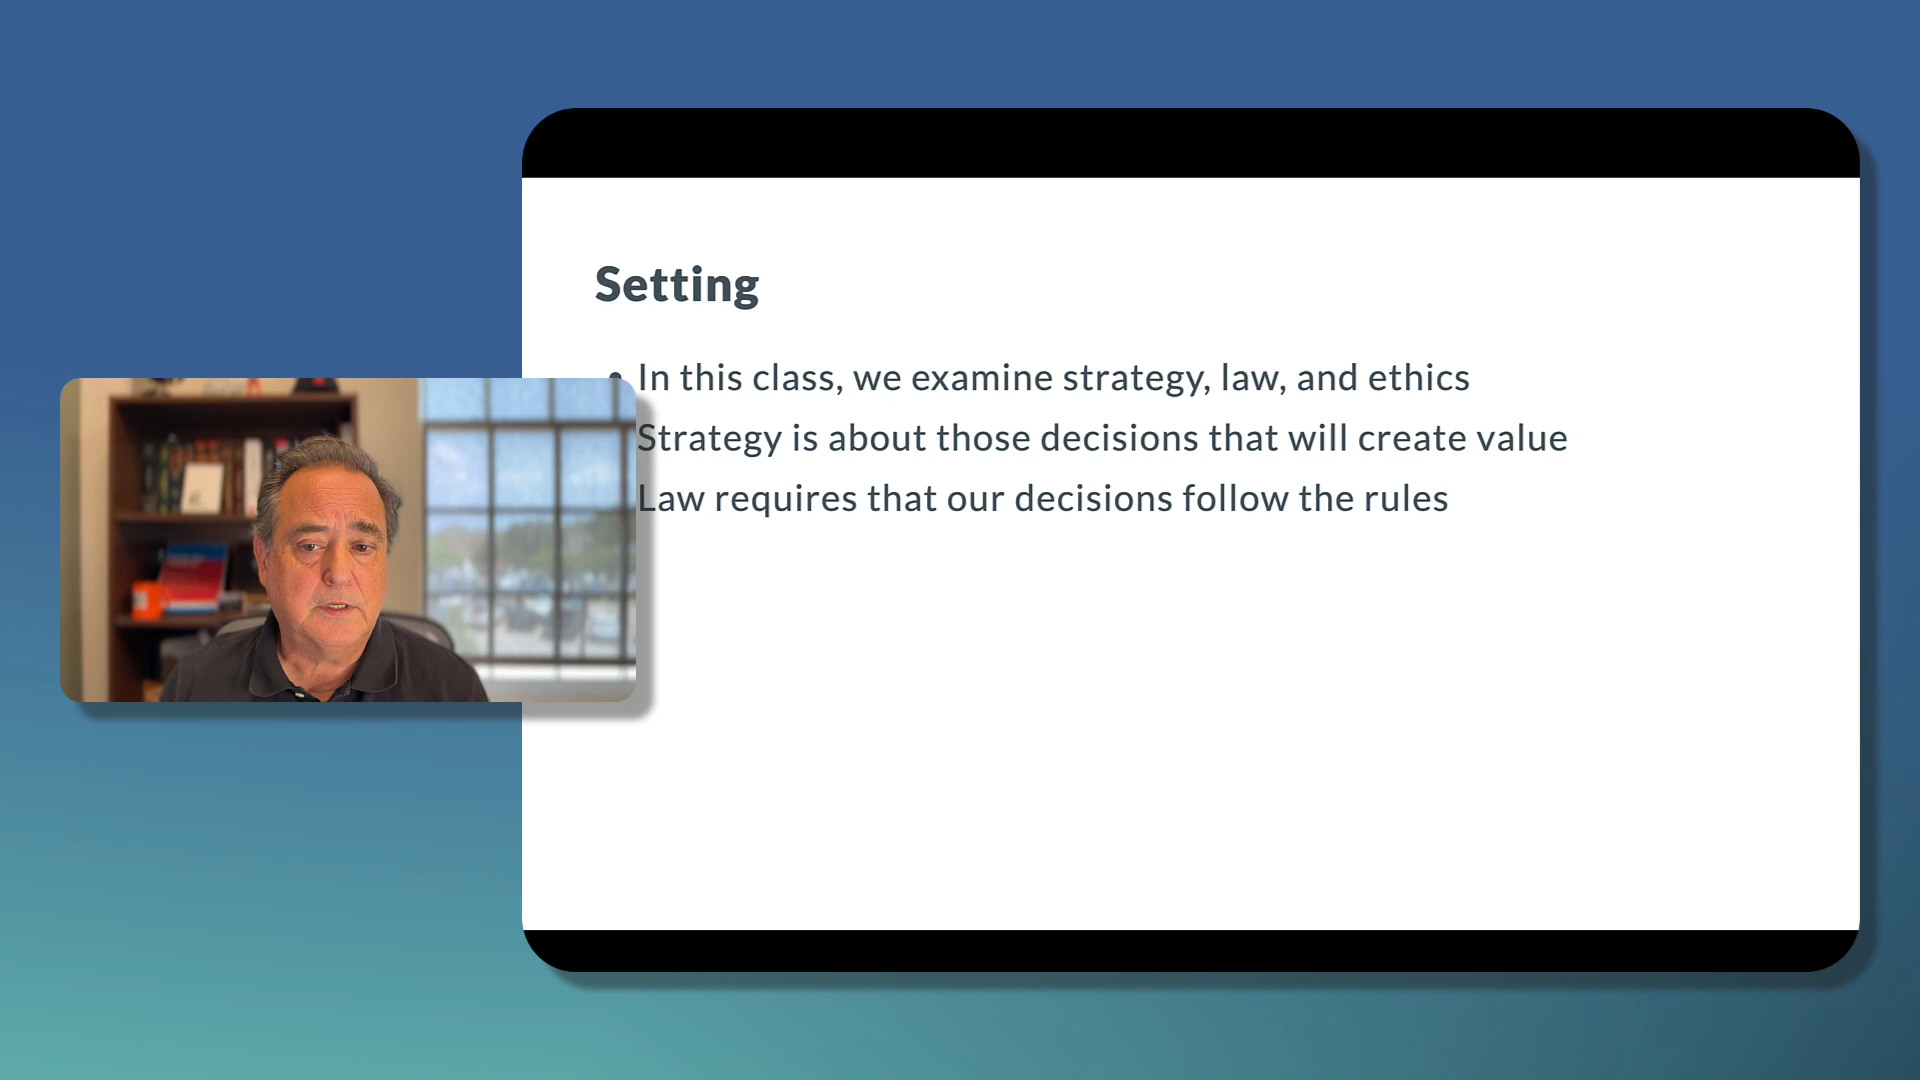 Setting
• In this class, we examine strategy, law, and ethics
Strategy is about those decisions that will create value
Law requires that our decisions follow the rules